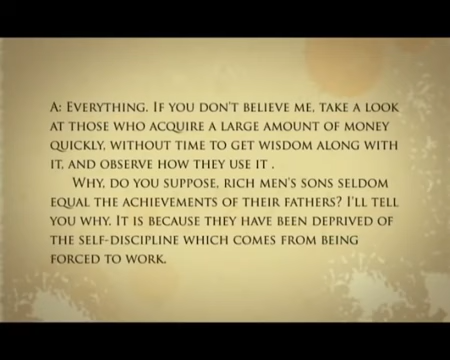 A: Everything. If you don't believe me, take a look
at those who acquire a large amount of money
quickly, without time to get wisdom along with
it, and observe how they use it .
Why, do you suppose, rich men's sons seldom
equal the achievements of their fathers? I'll tell
you why. It is because they have been deprived of
the self-discipline which comes from being
forced to work.